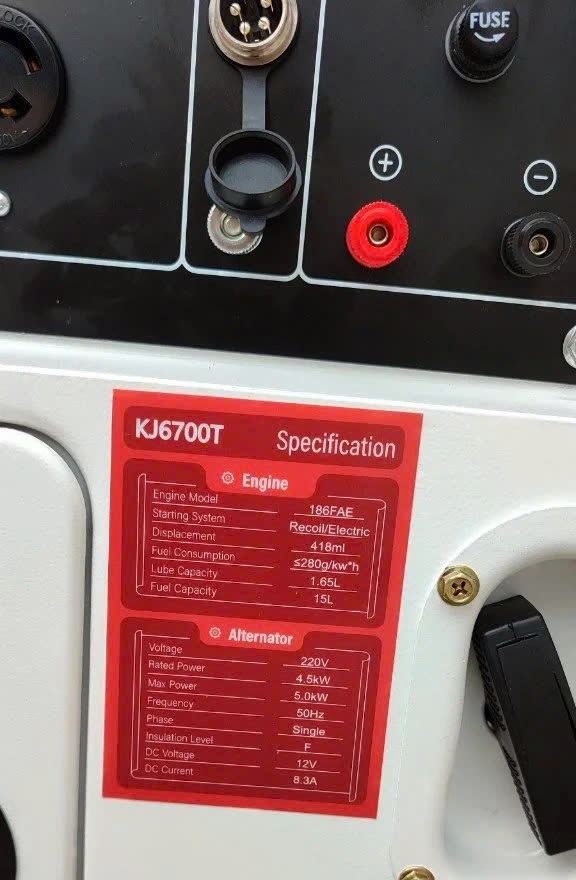 LOCK
FUSE
+
−
KJ6700T Specification
Engine
Engine Model 186FAE
Starting System Recoil/Electric
Displacement 418ml
Fuel Consumption ≤280g/kw*h
Lube Capacity 1.65L
Fuel Capacity 15L
Alternator
Voltage 220V
Rated Power 4.5kW
Max Power 5.0kW
Frequency 50Hz
Phase Single
Insulation Level F
DC Voltage 12V
DC Current 8.3A